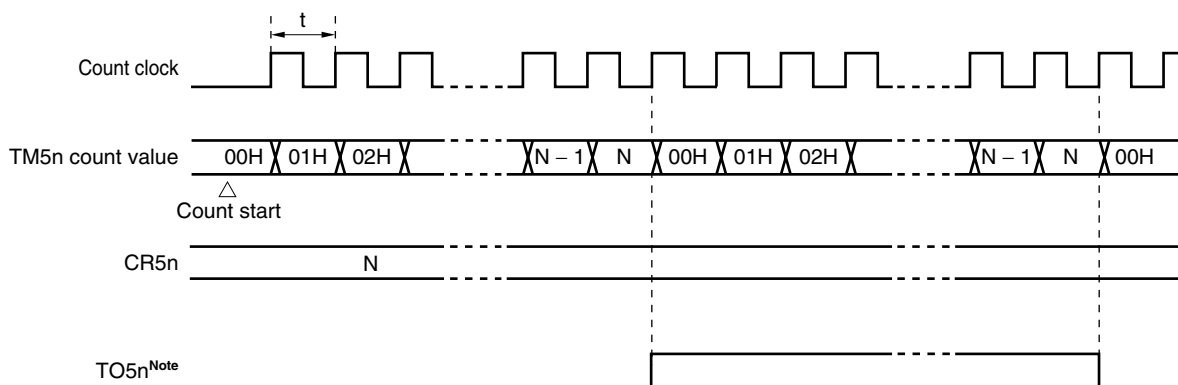 t
Count clock
TM5n count value 00H 01H 02H N − 1 N 00H 01H 02H N − 1 N 00H
Count start
CR5n N
TO5nNote